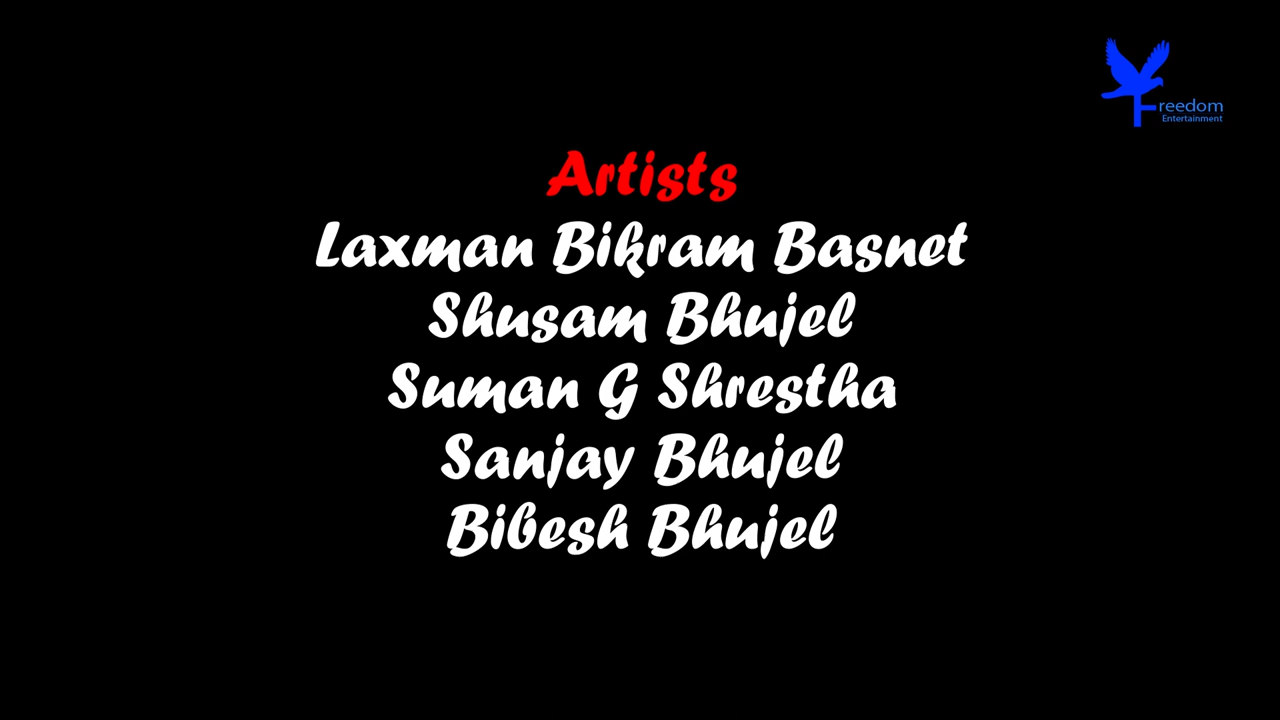 Freedom
Entertainment
Artists
Laxman Bikram Basnet
Shusam Bhujel
Suman G Shrestha
Sanjay Bhujel
Bibesh Bhujel